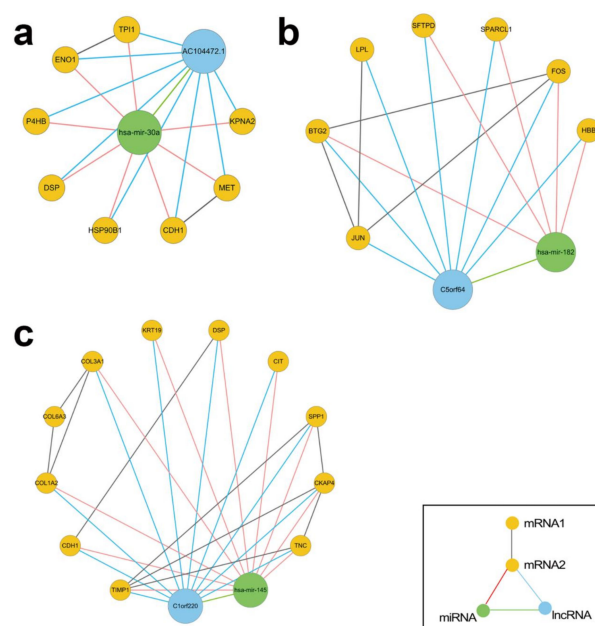 a
TPI1
AC104472.1
ENO1
P4HB
hsa-mir-30a
KPNA2
DSP
MET
HSP90B1
CDH1
b
SFTPD
SPARCL1
LPL
FOS
BTG2
HBB
JUN
hsa-mir-182
C5orf64
c
KRT19
DSP
COL3A1
CIT
COL6A3
SPP1
COL1A2
CKAP4
CDH1
TNC
TIMP1
hsa-mir-145
C1orf220
mRNA1
mRNA2
miRNA
lncRNA